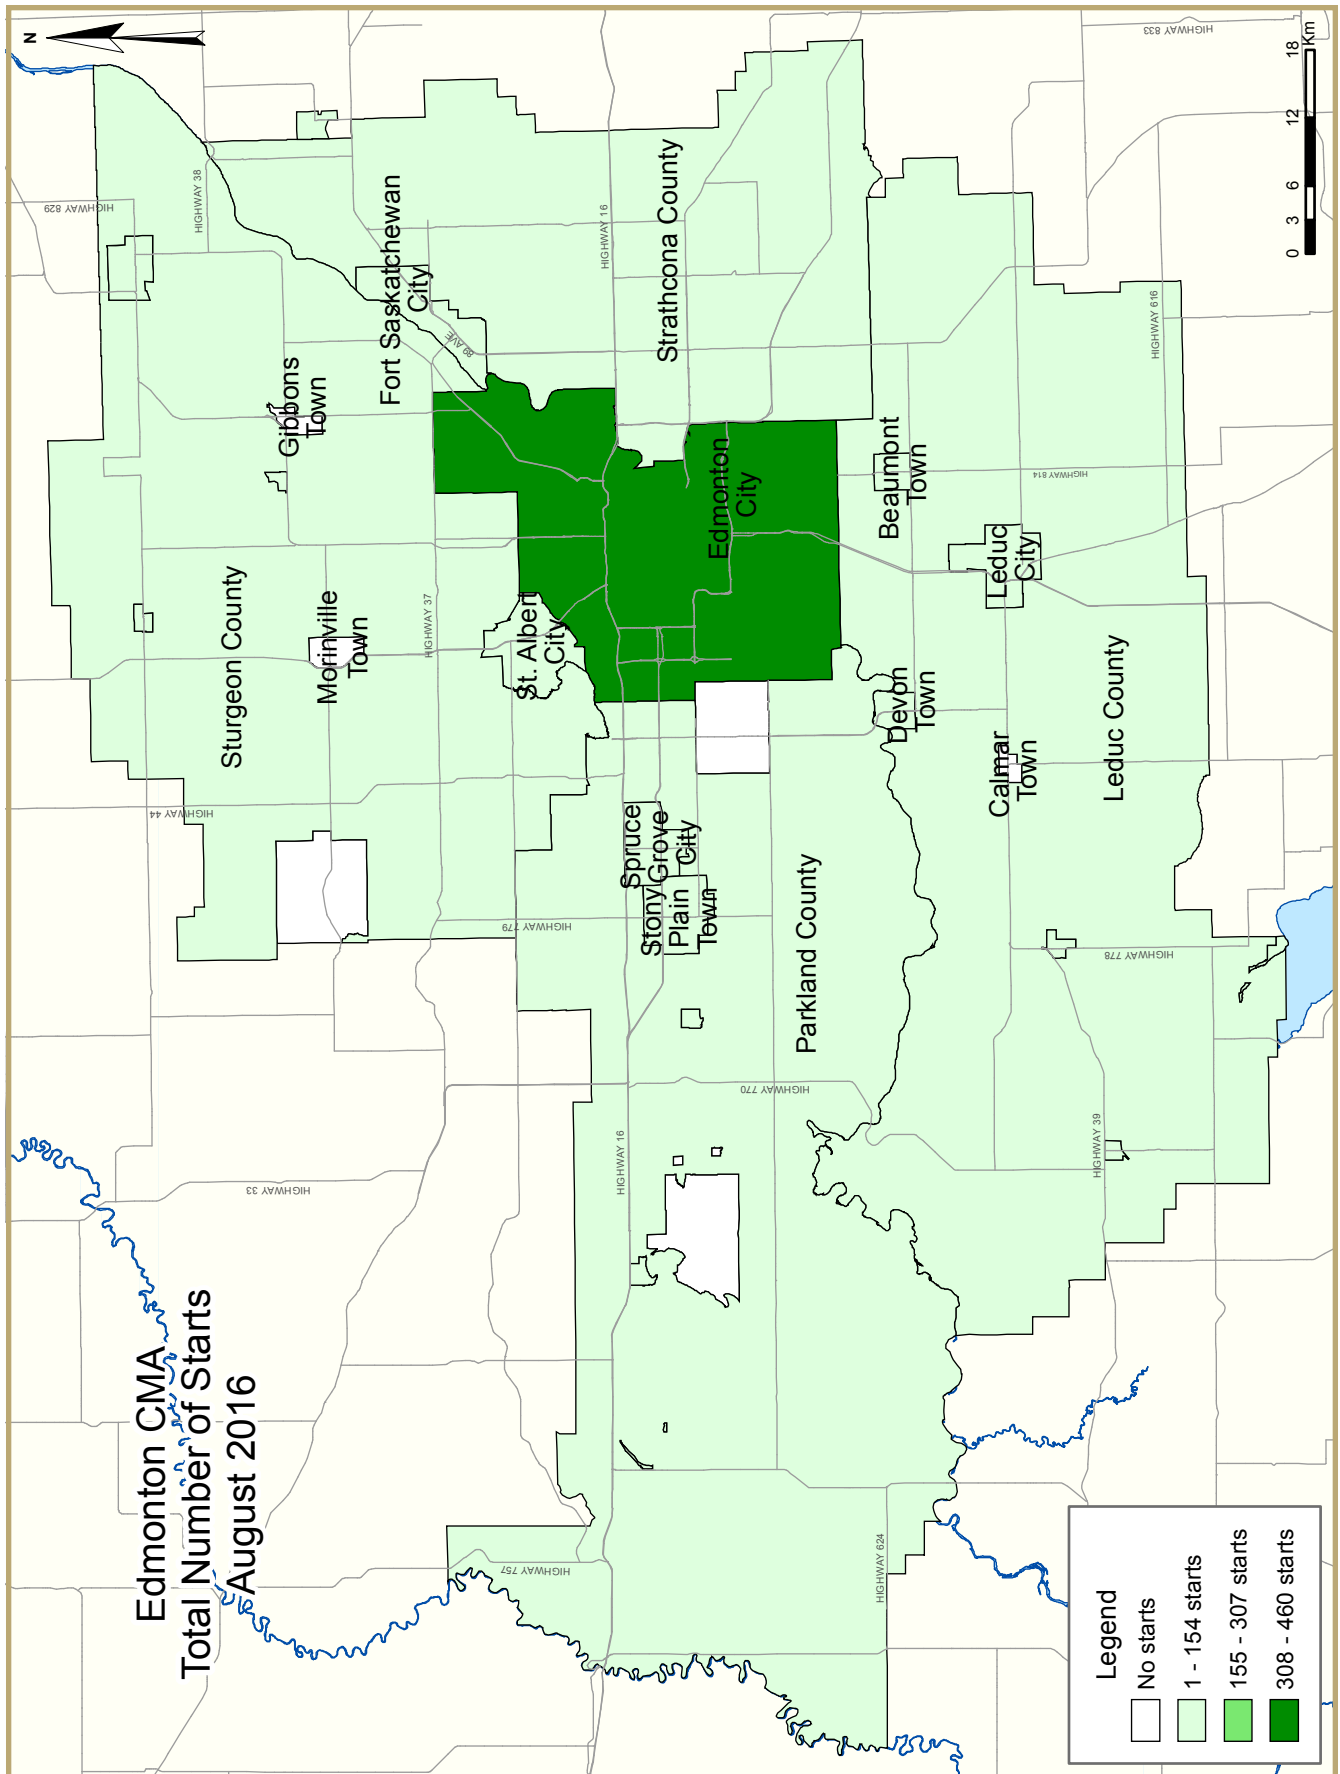 Edmonton CMA
Total Number of Starts
August 2016
N
HIGHWAY 833
HIGHWAY 829
HIGHWAY 38
Fort Saskatchewan
City
HIGHWAY 16
Strathcona County
89 AVE
Gibbons
Town
HIGHWAY 616
Edmonton
City
Beaumont
Town
HIGHWAY 814
Leduc
City
Sturgeon County
Morinville
Town
HIGHWAY 37
St. Albert
City
Devon
Town
Leduc County
Calmar
Town
HIGHWAY 44
Spruce
Grove
City
Stony
Plain
Town
HIGHWAY 779
Parkland County
HIGHWAY 778
HIGHWAY 770
HIGHWAY 33
HIGHWAY 16
HIGHWAY 39
HIGHWAY 757
HIGHWAY 624
0 3 6 12 18
Km
Legend
No starts
1 - 154 starts
155 - 307 starts
308 - 460 starts